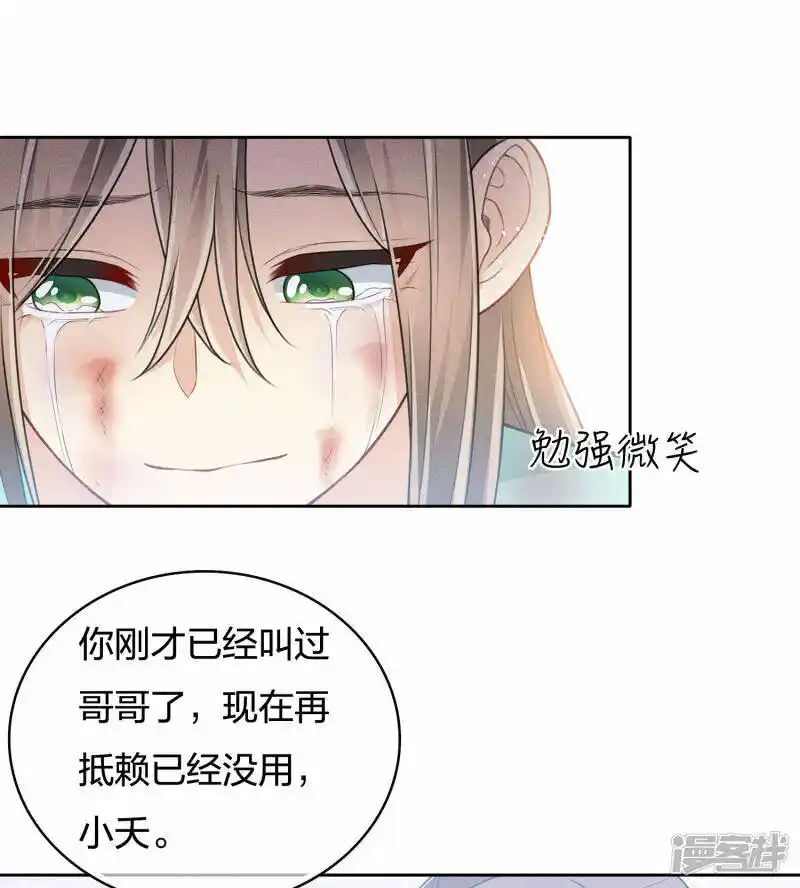 勉强微笑
你刚才已经叫过
哥哥了，现在再
抵赖已经没用，
小夭。
漫客栈